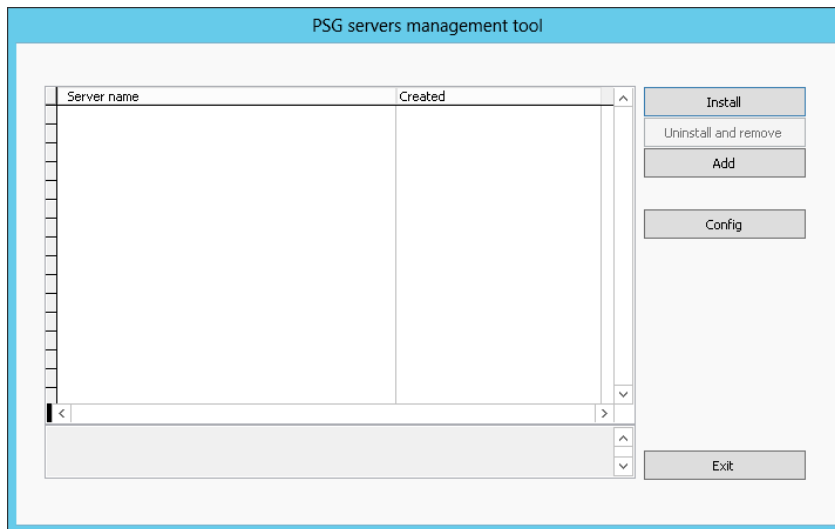 PSG servers management tool
Server name Created
Install
Uninstall and remove
Add
Config
Exit